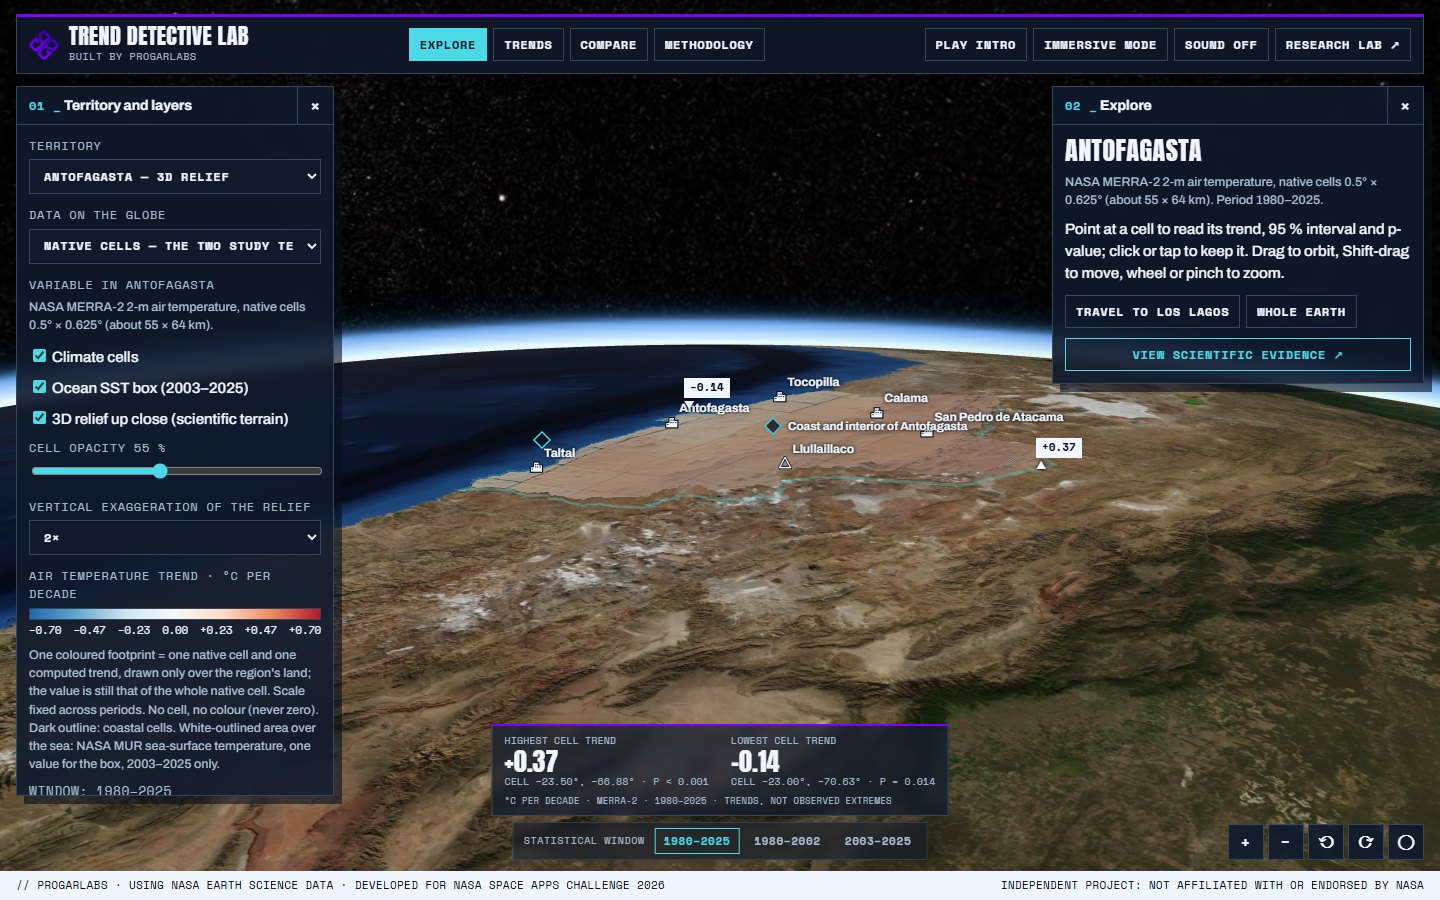 TREND DETECTIVE LAB
BUILT BY PROGARLABS
EXPLORE
TRENDS
COMPARE
METHODOLOGY
PLAY INTRO
IMMERSIVE MODE
SOUND OFF
RESEARCH LAB ↗
01 _ Territory and layers
×
TERRITORY
ANTOFAGASTA — 3D RELIEF
DATA ON THE GLOBE
NATIVE CELLS — THE TWO STUDY TE
VARIABLE IN ANTOFAGASTA
NASA MERRA-2 2-m air temperature, native cells
0.5° × 0.625° (about 55 × 64 km).
Climate cells
Ocean SST box (2003–2025)
3D relief up close (scientific terrain)
CELL OPACITY 55 %
VERTICAL EXAGGERATION OF THE RELIEF
2×
AIR TEMPERATURE TREND · °C PER
DECADE
−0.70 −0.47 −0.23 0.00 +0.23 +0.47 +0.70
One coloured footprint = one native cell and one
computed trend, drawn only over the region's land;
the value is still that of the whole native cell. Scale
fixed across periods. No cell, no colour (never zero).
Dark outline: coastal cells. White-outlined area over
the sea: NASA MUR sea-surface temperature, one
value for the box, 2003–2025 only.
WINDOW: 1980–2025
02 _ Explore
×
ANTOFAGASTA
NASA MERRA-2 2-m air temperature, native cells 0.5° ×
0.625° (about 55 × 64 km). Period 1980–2025.
Point at a cell to read its trend, 95 % interval and p-
value; click or tap to keep it. Drag to orbit, Shift-drag
to move, wheel or pinch to zoom.
TRAVEL TO LOS LAGOS
WHOLE EARTH
VIEW SCIENTIFIC EVIDENCE ↗
−0.14
Tocopilla
Antofagasta
Calama
San Pedro de Atacama
Coast and interior of Antofagasta
+0.37
Taltal
Llullaillaco
HIGHEST CELL TREND
+0.37
CELL −23.50°, −66.88° · P < 0.001
LOWEST CELL TREND
−0.14
CELL −23.00°, −70.63° · P = 0.014
°C PER DECADE · MERRA-2 · 1980–2025 · TRENDS, NOT OBSERVED EXTREMES
STATISTICAL WINDOW
1980–2025
1980–2002
2003–2025
+
−
// PROGARLABS · USING NASA EARTH SCIENCE DATA · DEVELOPED FOR NASA SPACE APPS CHALLENGE 2026
INDEPENDENT PROJECT: NOT AFFILIATED WITH OR ENDORSED BY NASA